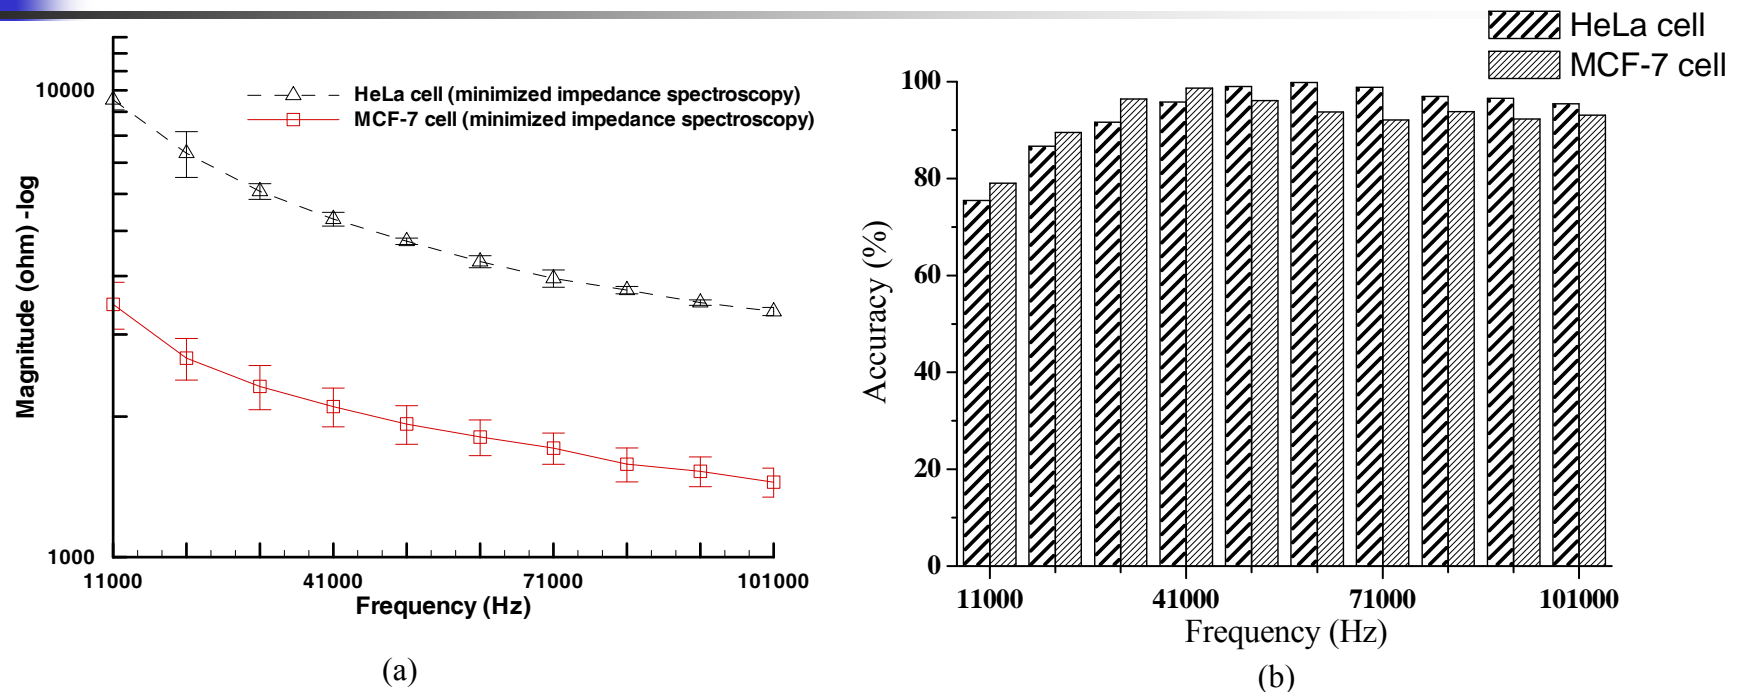 10000
1000
Magnitude (ohm) -log
HeLa cell (minimized impedance spectroscopy)
MCF-7 cell (minimized impedance spectroscopy)
11000 41000 71000 101000
Frequency (Hz)
(a)
HeLa cell
MCF-7 cell
100
80
60
40
20
0
Accuracy (%)
11000 41000 71000 101000
Frequency (Hz)
(b)